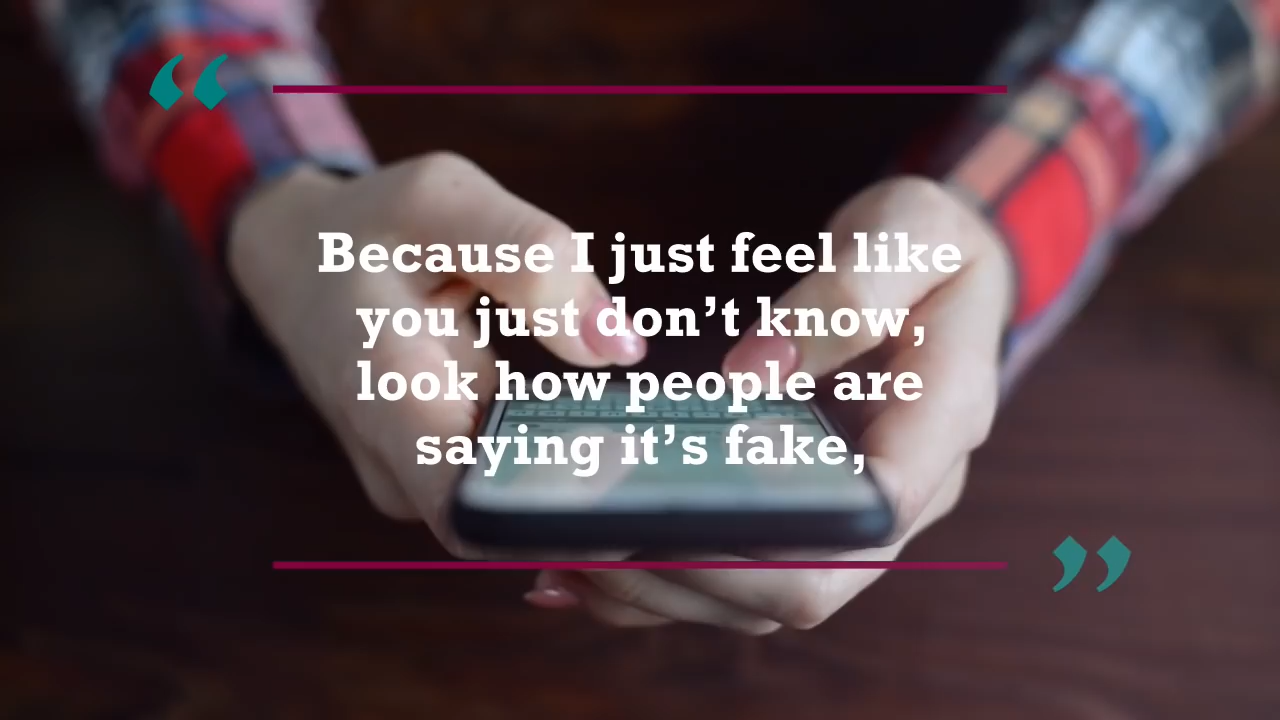 “
Because I just feel like
you just don’t know,
look how people are
saying it’s fake,
”